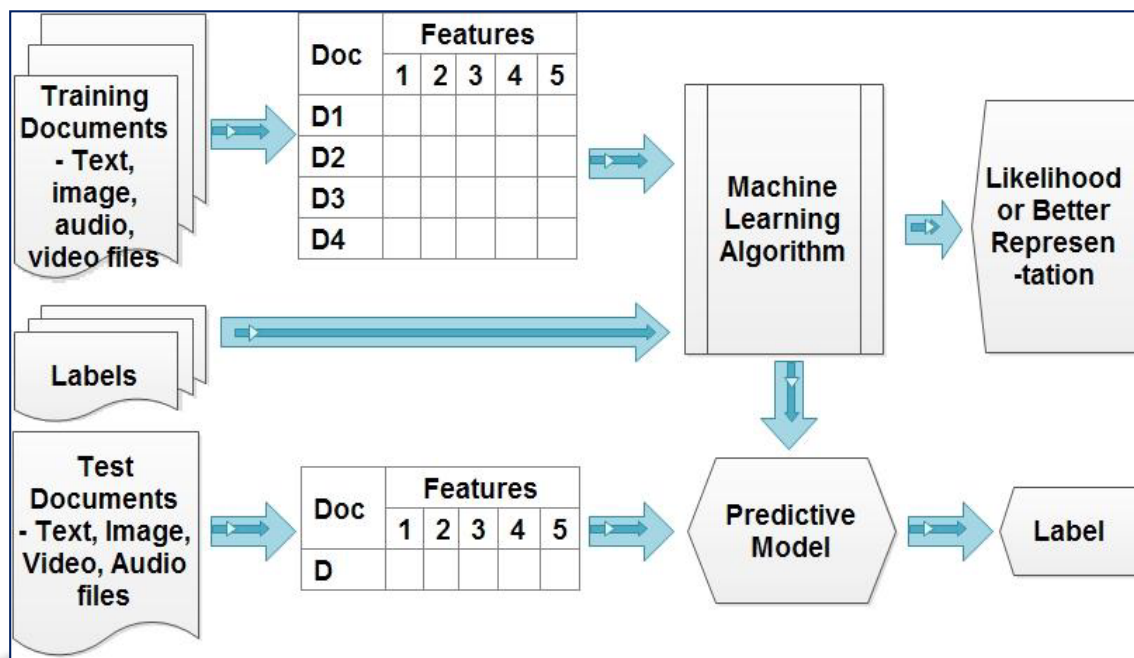 Training
Documents
- Text,
image,
audio,
video files
Doc
Features
1 2 3 4 5
D1
D2
D3
D4
Machine
Learning
Algorithm
Likelihood
or Better
Represen
-tation
Labels
Test
Documents
- Text, Image,
Video, Audio
files
Doc
Features
1 2 3 4 5
D
Predictive
Model
Label